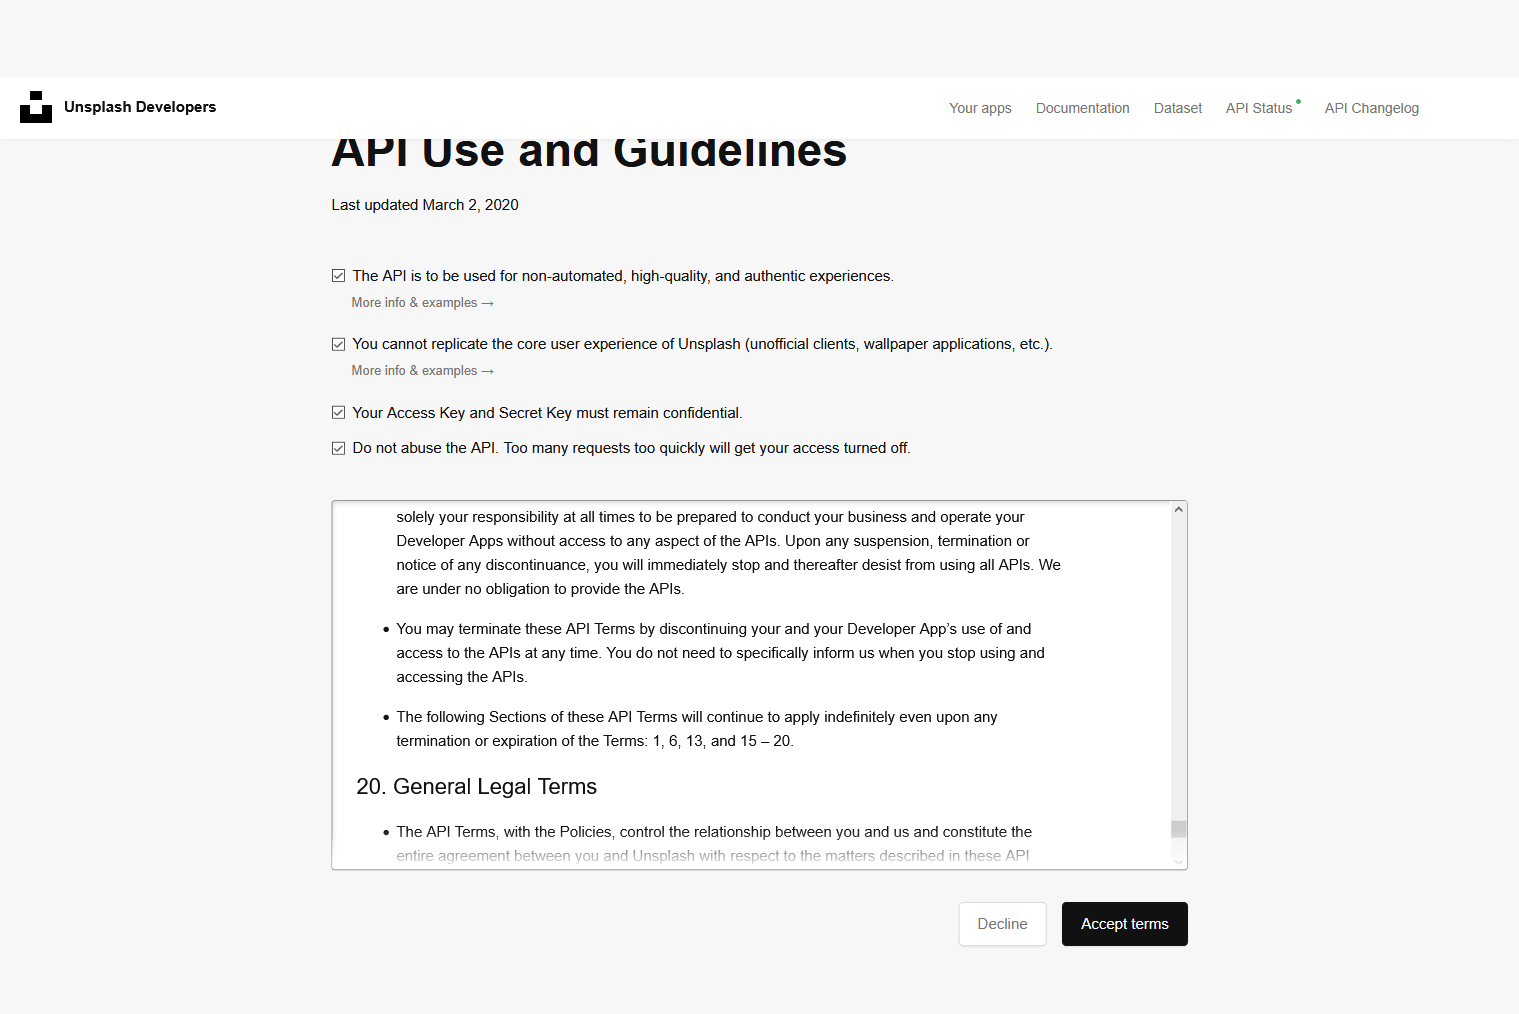 Unsplash Developers
Your apps
Documentation
Dataset
API Status
API Changelog
API Use and Guidelines
Last updated March 2, 2020
The API is to be used for non-automated, high-quality, and authentic experiences.
More info & examples →
You cannot replicate the core user experience of Unsplash (unofficial clients, wallpaper applications, etc.).
More info & examples →
Your Access Key and Secret Key must remain confidential.
Do not abuse the API. Too many requests too quickly will get your access turned off.
solely your responsibility at all times to be prepared to conduct your business and operate your
Developer Apps without access to any aspect of the APIs. Upon any suspension, termination or
notice of any discontinuance, you will immediately stop and thereafter desist from using all APIs. We
are under no obligation to provide the APIs.
• You may terminate these API Terms by discontinuing your and your Developer App’s use of and
access to the APIs at any time. You do not need to specifically inform us when you stop using and
accessing the APIs.
• The following Sections of these API Terms will continue to apply indefinitely even upon any
termination or expiration of the Terms: 1, 6, 13, and 15 – 20.
20. General Legal Terms
• The API Terms, with the Policies, control the relationship between you and us and constitute the
entire agreement between you and Unsplash with respect to the matters described in these API
Decline
Accept terms